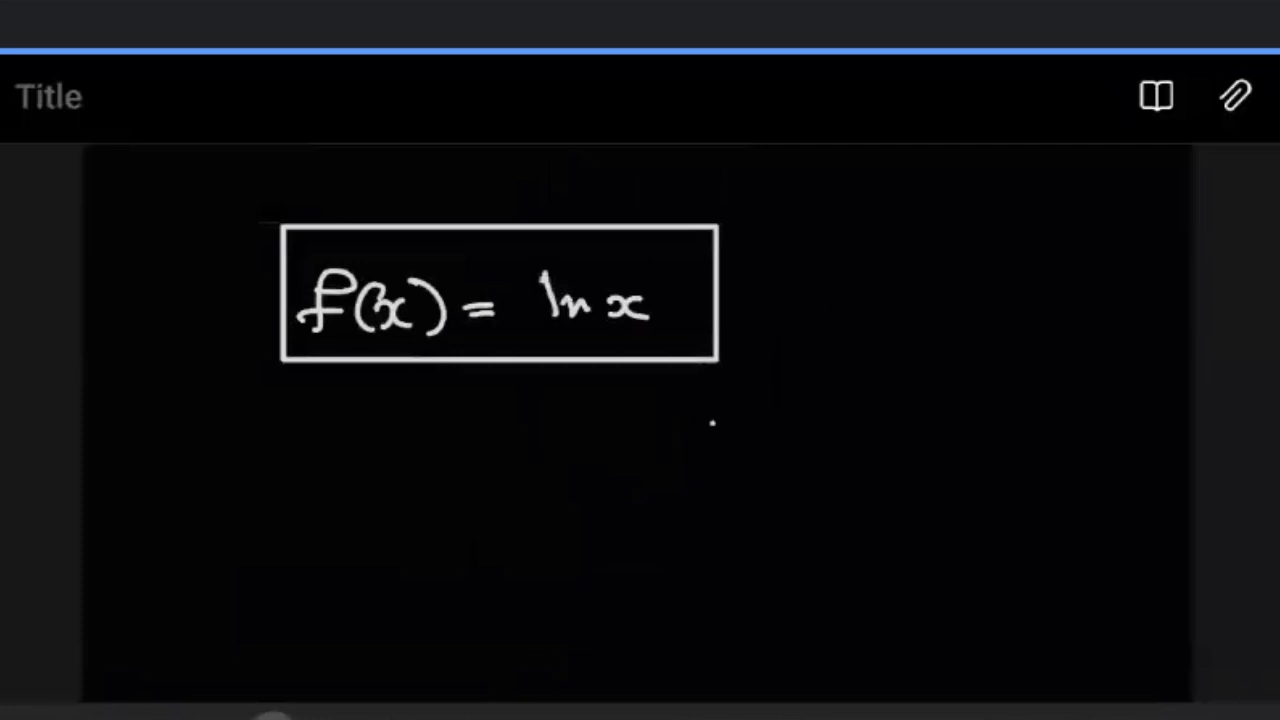 Title
f(x) = ln x